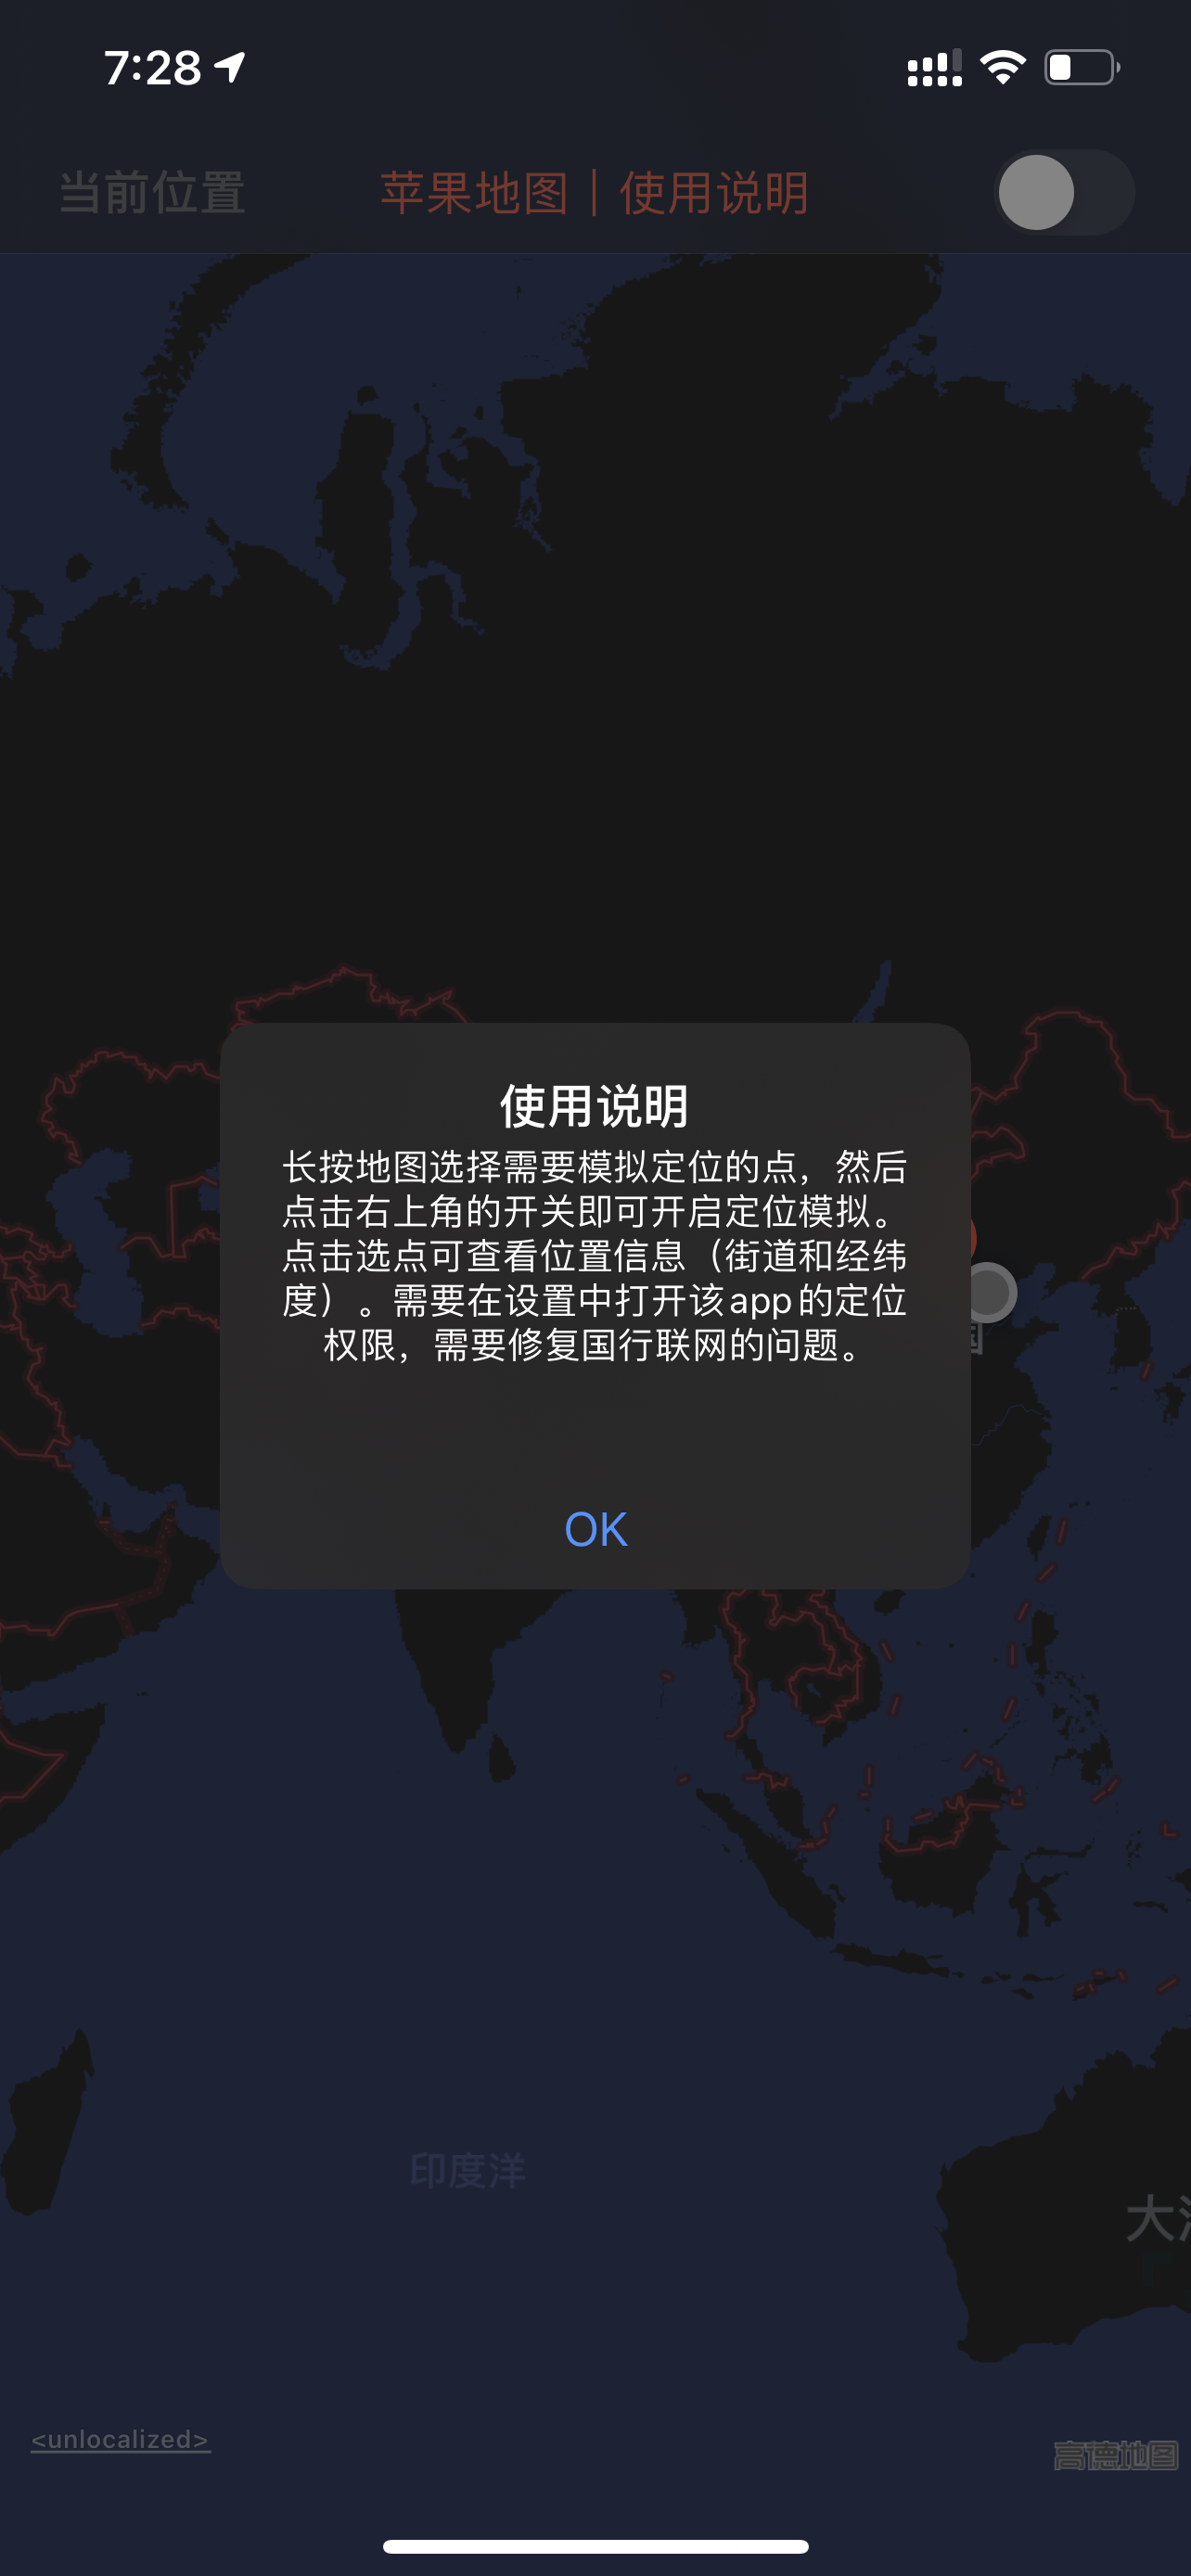 7:28
当前位置
苹果地图｜使用说明
使用说明
长按地图选择需要模拟定位的点，然后
点击右上角的开关即可开启定位模拟。
点击选点可查看位置信息（街道和经纬
度）。需要在设置中打开该app的定位
权限，需要修复国行联网的问题。
OK
印度洋
<unlocalized>
高德地图